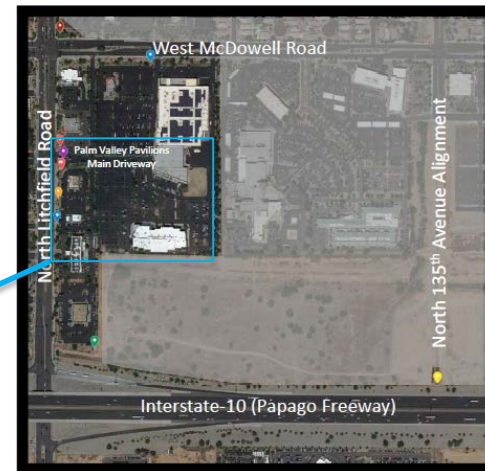 West McDowell Road
North Litchfield Road
Palm Valley Pavilions
Main Driveway
North 135th Avenue Alignment
Interstate-10 (Papago Freeway)